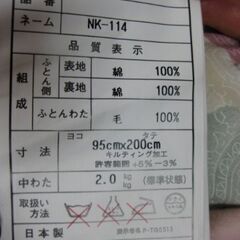 品番
ネーム NK-114
品質表示
組成 ふとん側 表地 綿 100%
裏地 綿 100%
ふとんわた 毛 100%
ヨコ タテ
寸法 95cm×200cm
キルティング加工
許容範囲+5%−3%
中わた 2.0 kg (標準状態)
取扱い方法
日本製